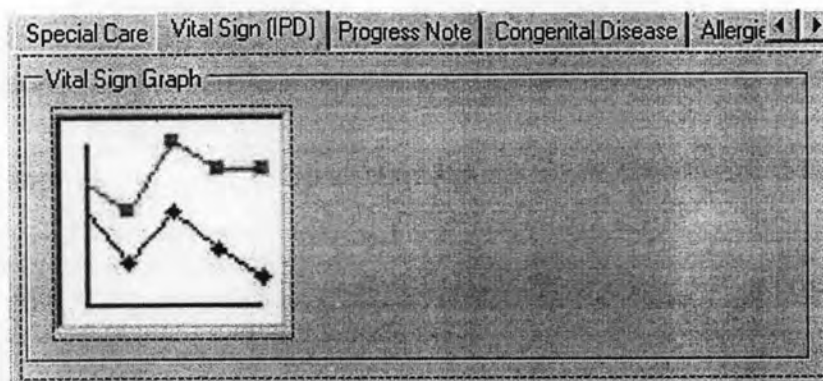 Special Care Vital Sign (IPD) Progress Note Congenital Disease Allergie
Vital Sign Graph